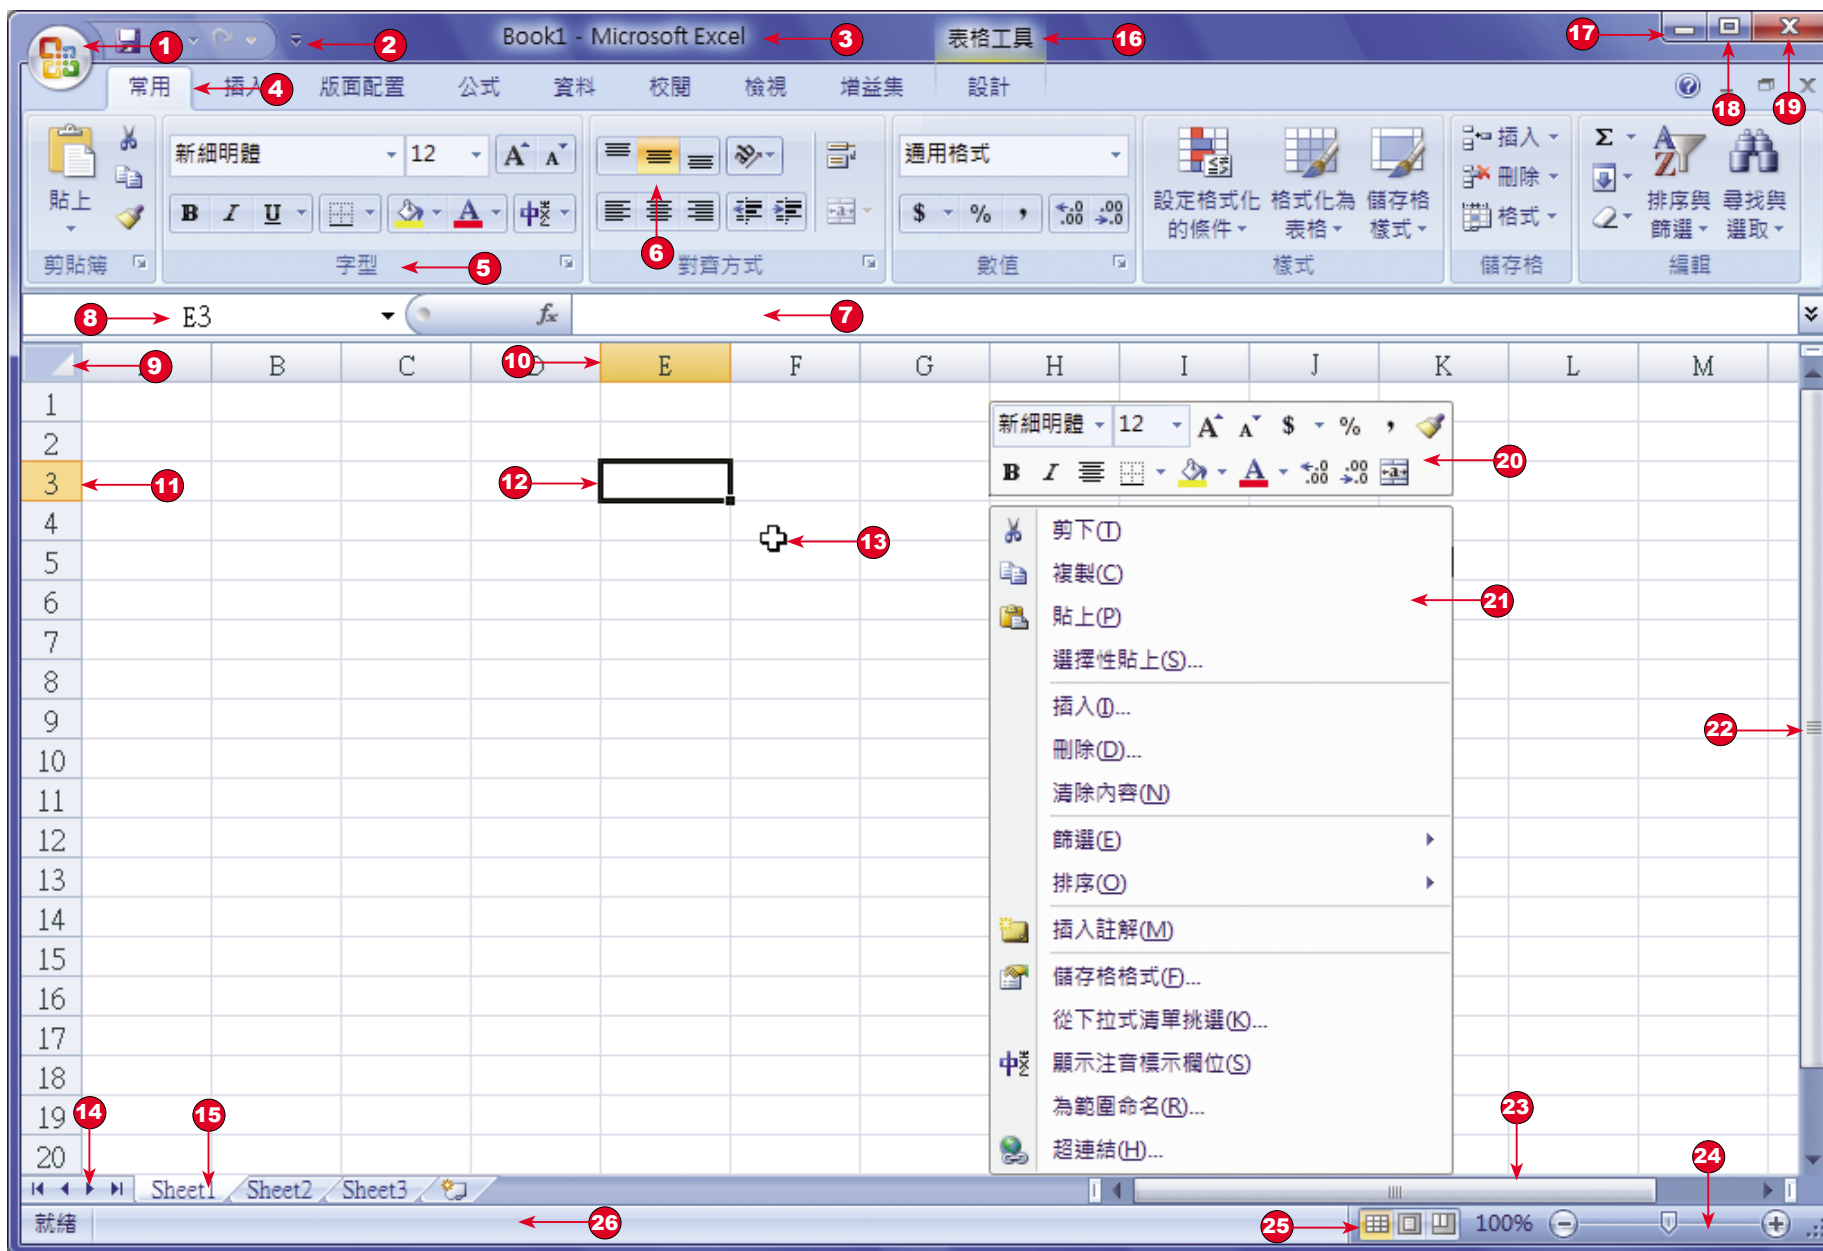 1 2 Book1 - Microsoft Excel 3 表格工具 16 17
常用 4 插入 版面配置 公式 資料 校閱 檢視 增益集 設計 18 19
新細明體 12 通用格式 插入 Σ
貼上 設定格式化的條件 格式化為表格 儲存格樣式 刪除 排序與篩選 尋找與選取
B I U A 中 $ % , .00 .00 格式
剪貼簿 字型 5 6 對齊方式 數值 樣式 儲存格 編輯
8 E3 fx 7
9 B C 10 D E F G H I J K L M
1
2
3 11
4
5
6
7
8
9
10
11
12
13
14
15
16
17
18
19
20
12
13
新細明體 12 A A $ % ,
B I A .00 .00 a
20
剪下(T)
複製(C)
21
貼上(P)
選擇性貼上(S)...
插入(I)...
刪除(D)...
22
清除內容(N)
篩選(E)
排序(O)
插入註解(M)
儲存格格式(F)...
從下拉式清單挑選(K)...
顯示注音標示欄位(S)
為範圍命名(R)...
超連結(H)...
14 15 23 24
Sheet1 Sheet2 Sheet3
就緒 26 25 100%